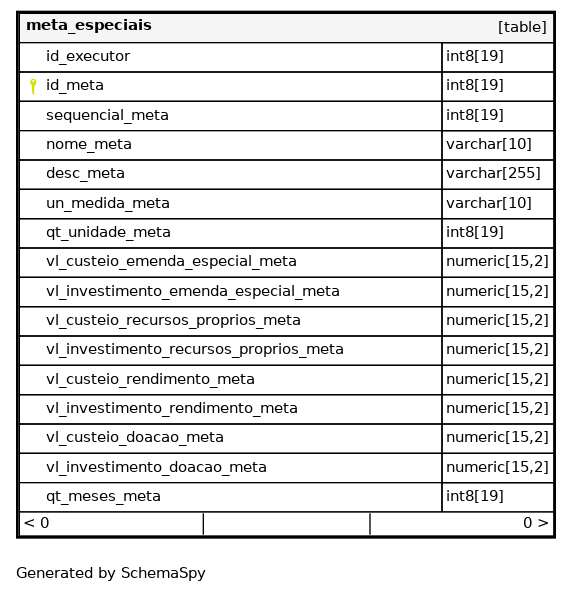 meta_especiais [table]
id_executor int8[19]
id_meta int8[19]
sequencial_meta int8[19]
nome_meta varchar[10]
desc_meta varchar[255]
un_medida_meta varchar[10]
qt_unidade_meta int8[19]
vl_custeio_emenda_especial_meta numeric[15,2]
vl_investimento_emenda_especial_meta numeric[15,2]
vl_custeio_recursos_proprios_meta numeric[15,2]
vl_investimento_recursos_proprios_meta numeric[15,2]
vl_custeio_rendimento_meta numeric[15,2]
vl_investimento_rendimento_meta numeric[15,2]
vl_custeio_doacao_meta numeric[15,2]
vl_investimento_doacao_meta numeric[15,2]
qt_meses_meta int8[19]
< 0 0 >
Generated by SchemaSpy